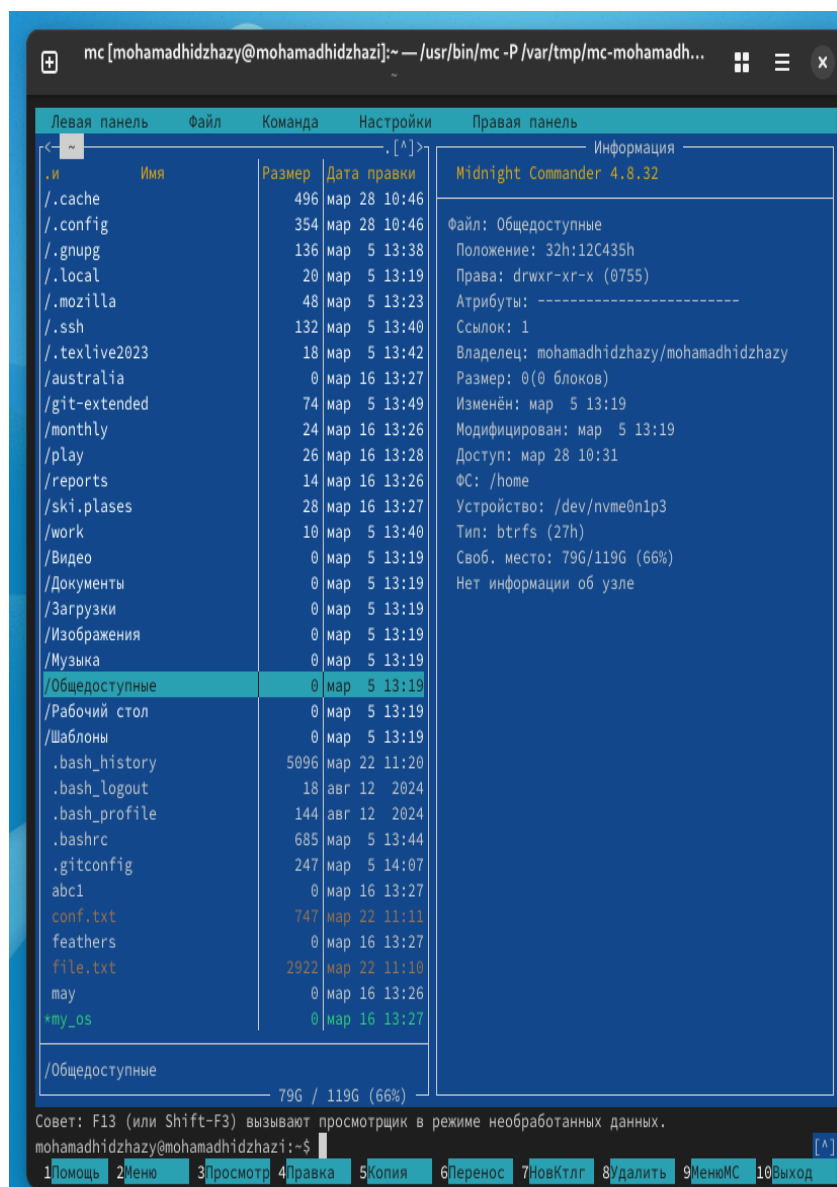 mc [mohamadhidzhazy@mohamadhidzhazi]:~ — /usr/bin/mc -P /var/tmp/mc-mohamadh...
~
Левая панель Файл Команда Настройки Правая панель
<- ~ .[^]>
.и Имя Размер Дата правки
/.cache 496 мар 28 10:46
/.config 354 мар 28 10:46
/.gnupg 136 мар 5 13:38
/.local 20 мар 5 13:19
/.mozilla 48 мар 5 13:23
/.ssh 132 мар 5 13:40
/.texlive2023 18 мар 5 13:42
/australia 0 мар 16 13:27
/git-extended 74 мар 5 13:49
/monthly 24 мар 16 13:26
/play 26 мар 16 13:28
/reports 14 мар 16 13:26
/ski.plases 28 мар 16 13:27
/work 10 мар 5 13:40
/Видео 0 мар 5 13:19
/Документы 0 мар 5 13:19
/Загрузки 0 мар 5 13:19
/Изображения 0 мар 5 13:19
/Музыка 0 мар 5 13:19
/Общедоступные 0 мар 5 13:19
/Рабочий стол 0 мар 5 13:19
/Шаблоны 0 мар 5 13:19
.bash_history 5096 мар 22 11:20
.bash_logout 18 авг 12 2024
.bash_profile 144 авг 12 2024
.bashrc 685 мар 5 13:44
.gitconfig 247 мар 5 14:07
abc1 0 мар 16 13:27
conf.txt 747 мар 22 11:11
feathers 0 мар 16 13:27
file.txt 2922 мар 22 11:10
may 0 мар 16 13:26
*my_os 0 мар 16 13:27
/Общедоступные
79G / 119G (66%)
Информация
Midnight Commander 4.8.32
Файл: Общедоступные
Положение: 32h:12C435h
Права: drwxr-xr-x (0755)
Атрибуты: -------------------------
Ссылок: 1
Владелец: mohamadhidzhazy/mohamadhidzhazy
Размер: 0(0 блоков)
Изменён: мар 5 13:19
Модифицирован: мар 5 13:19
Доступ: мар 28 10:31
ФС: /home
Устройство: /dev/nvme0n1p3
Тип: btrfs (27h)
Своб. место: 79G/119G (66%)
Нет информации об узле
Совет: F13 (или Shift-F3) вызывают просмотрщик в режиме необработанных данных.
mohamadhidzhazy@mohamadhidzhazi:~$ [^]
1Помощь 2Меню 3Просмотр 4Правка 5Копия 6Перенос 7НовКтлг 8Удалить 9МенюMC 10Выход